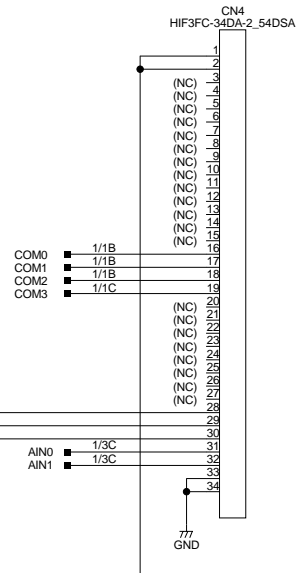 CN4
HIF3FC-34DA-2_54DSA
1
2
(NC) 3
(NC) 4
(NC) 5
(NC) 6
(NC) 7
(NC) 8
(NC) 9
(NC) 10
(NC) 11
(NC) 12
(NC) 13
(NC) 14
(NC) 15
COM0 1/1B 16
COM1 1/1B 17
COM2 1/1B 18
COM3 1/1C 19
(NC) 20
(NC) 21
(NC) 22
(NC) 23
(NC) 24
(NC) 25
(NC) 26
(NC) 27
28
29
30
AIN0 1/3C 31
AIN1 1/3C 32
33
34
GND